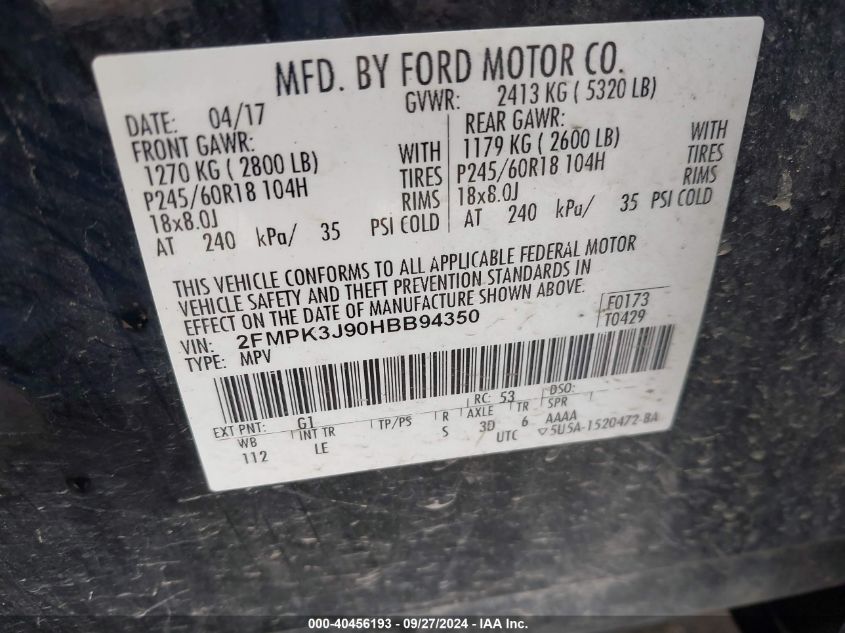 MFD. BY FORD MOTOR CO.
DATE: 04/17 GVWR: 2413 KG ( 5320 LB)
FRONT GAWR: REAR GAWR:
1270 KG ( 2800 LB) WITH 1179 KG ( 2600 LB) WITH
P245/60R18 104H TIRES P245/60R18 104H TIRES
18x8.0J RIMS 18x8.0J RIMS
AT 240 kPa/ 35 PSI COLD AT 240 kPa/ 35 PSI COLD
THIS VEHICLE CONFORMS TO ALL APPLICABLE FEDERAL MOTOR
VEHICLE SAFETY AND THEFT PREVENTION STANDARDS IN
EFFECT ON THE DATE OF MANUFACTURE SHOWN ABOVE.
F0173
VIN: 2FMPK3J90HBB94350 T0429
TYPE: MPV
EXT PNT: G1 RC: 53 DSO:
WB INT TR TP/PS R AXLE TR SPR
112 LE S 3D 6 AAAA
UTC ▽5U5A-1520472-BA
000-40456193 - 09/27/2024 - IAA Inc.